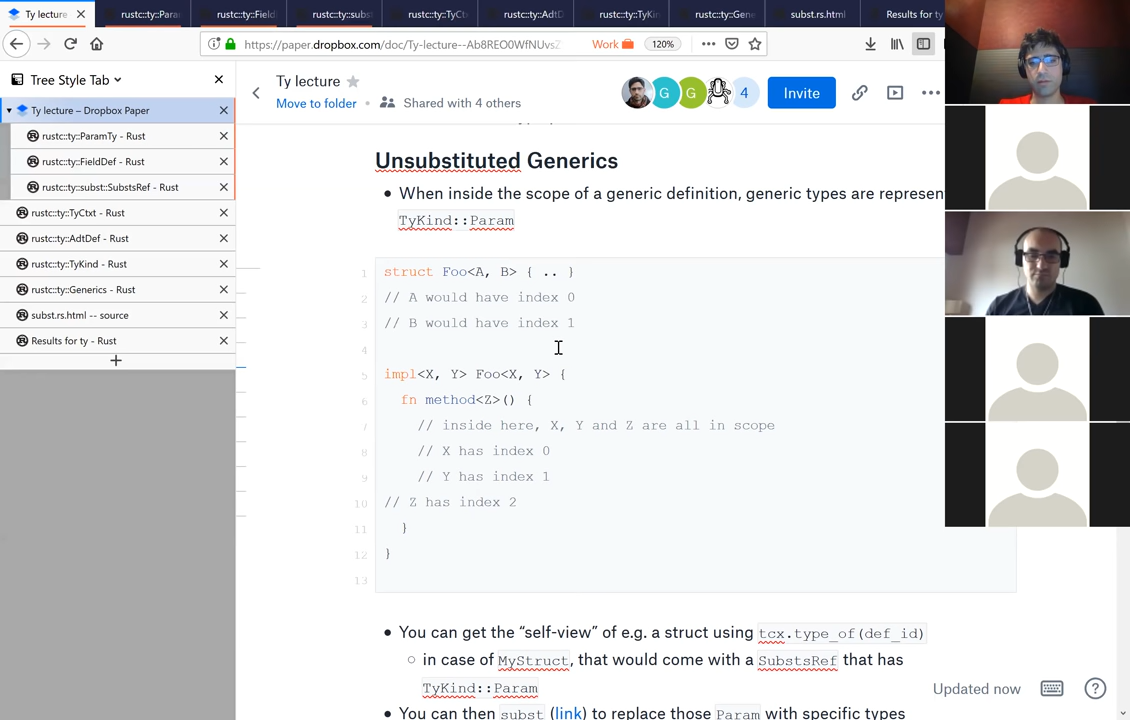 Ty lecture
rustc::ty::Para
rustc::ty::Field
rustc::ty::subs
rustc::ty::TyCt
rustc::ty::AdtD
rustc::ty::TyKin
rustc::ty::Gene
subst.rs.html
Results for ty
https://paper.dropbox.com/doc/Ty-lecture--Ab8REO0WfNUvsZ
Work
120%
Tree Style Tab
Ty lecture – Dropbox Paper
rustc::ty::ParamTy - Rust
rustc::ty::FieldDef - Rust
rustc::ty::subst::SubstsRef - Rust
rustc::ty::TyCtxt - Rust
rustc::ty::AdtDef - Rust
rustc::ty::TyKind - Rust
rustc::ty::Generics - Rust
subst.rs.html -- source
Results for ty - Rust
Ty lecture
Move to folder
Shared with 4 others
G
G
4
Invite
Unsubstituted Generics
When inside the scope of a generic definition, generic types are represen
TyKind::Param
1 struct Foo<A, B> { .. }
2 // A would have index 0
3 // B would have index 1
4
5 impl<X, Y> Foo<X, Y> {
6 fn method<Z>() {
7 // inside here, X, Y and Z are all in scope
8 // X has index 0
9 // Y has index 1
10 // Z has index 2
11 }
12 }
13
You can get the “self-view” of e.g. a struct using tcx.type_of(def_id)
in case of MyStruct, that would come with a SubstsRef that has
TyKind::Param
You can then subst (link) to replace those Param with specific types
Updated now